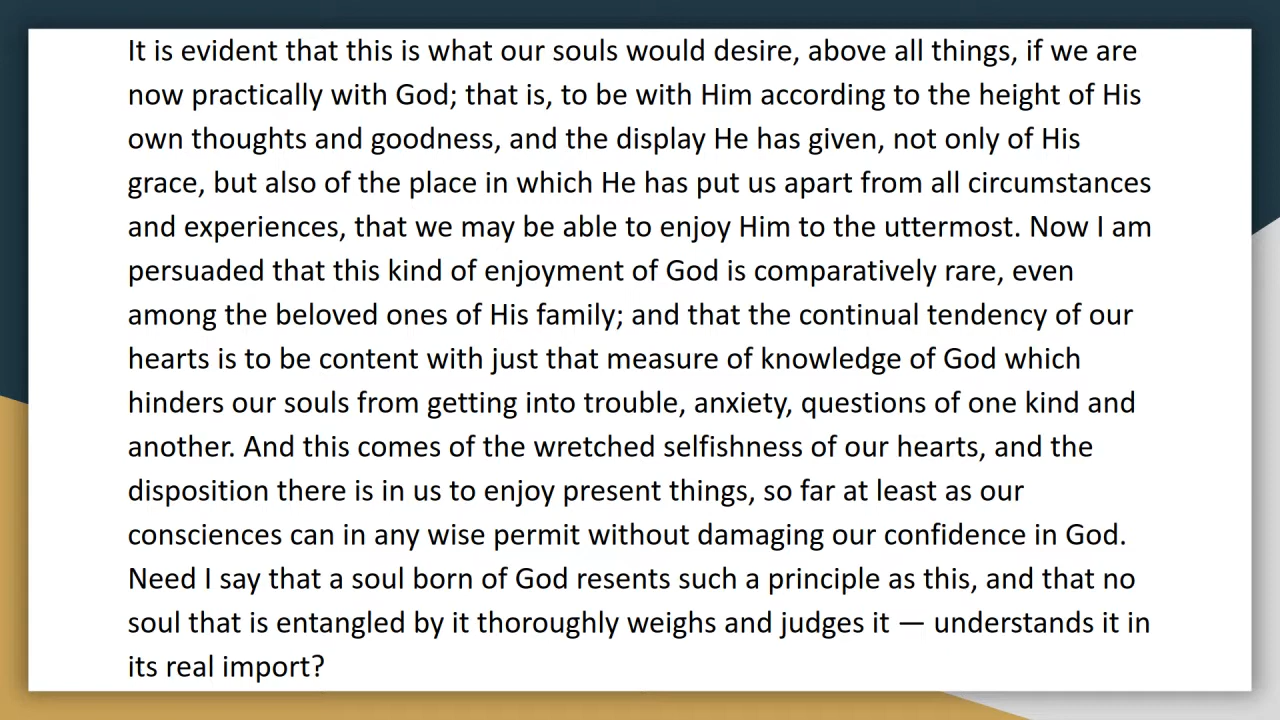 It is evident that this is what our souls would desire, above all things, if we are
now practically with God; that is, to be with Him according to the height of His
own thoughts and goodness, and the display He has given, not only of His
grace, but also of the place in which He has put us apart from all circumstances
and experiences, that we may be able to enjoy Him to the uttermost. Now I am
persuaded that this kind of enjoyment of God is comparatively rare, even
among the beloved ones of His family; and that the continual tendency of our
hearts is to be content with just that measure of knowledge of God which
hinders our souls from getting into trouble, anxiety, questions of one kind and
another. And this comes of the wretched selfishness of our hearts, and the
disposition there is in us to enjoy present things, so far at least as our
consciences can in any wise permit without damaging our confidence in God.
Need I say that a soul born of God resents such a principle as this, and that no
soul that is entangled by it thoroughly weighs and judges it — understands it in
its real import?